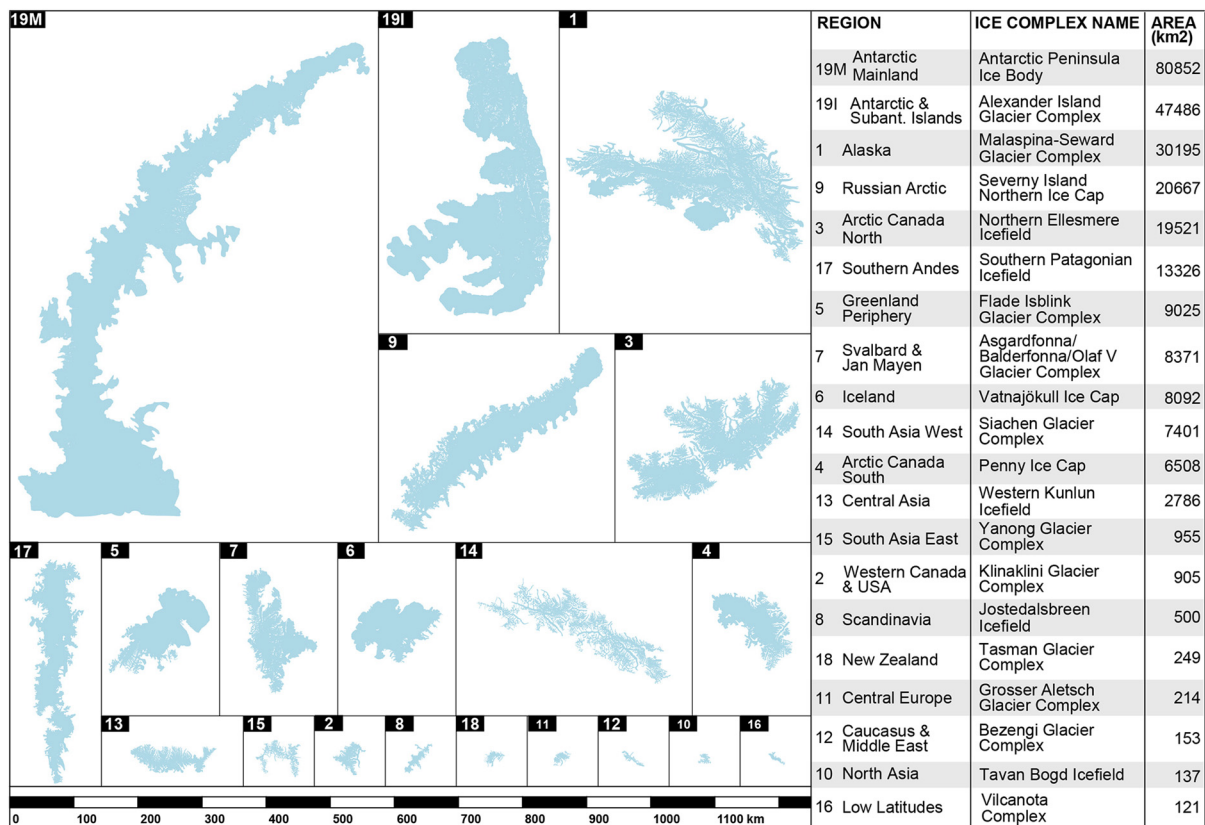 19M
19I
1
9
3
17
5
7
6
14
4
13
15
2
8
18
11
12
10
16
0 100 200 300 400 500 600 700 800 900 1000 1100 km
REGION ICE COMPLEX NAME AREA
(km2)
19M Antarctic
Mainland
Antarctic Peninsula
Ice Body
80852
19I Antarctic &
Subant. Islands
Alexander Island
Glacier Complex
47486
1 Alaska
Malaspina-Seward
Glacier Complex
30195
9 Russian Arctic
Severny Island
Northern Ice Cap
20667
3 Arctic Canada
North
Northern Ellesmere
Icefield
19521
17 Southern Andes
Southern Patagonian
Icefield
13326
5 Greenland
Periphery
Flade Isblink
Glacier Complex
9025
7 Svalbard &
Jan Mayen
Asgardfonna/
Balderfonna/Olaf V
Glacier Complex
8371
6 Iceland
Vatnajökull Ice Cap
8092
14 South Asia West
Siachen Glacier
Complex
7401
4 Arctic Canada
South
Penny Ice Cap
6508
13 Central Asia
Western Kunlun
Icefield
2786
15 South Asia East
Yanong Glacier
Complex
955
2 Western Canada
& USA
Klinaklini Glacier
Complex
905
8 Scandinavia
Jostedalsbreen
Icefield
500
18 New Zealand
Tasman Glacier
Complex
249
11 Central Europe
Grosser Aletsch
Glacier Complex
214
12 Caucasus &
Middle East
Bezengi Glacier
Complex
153
10 North Asia
Tavan Bogd Icefield
137
16 Low Latitudes
Vilcanota
Complex
121